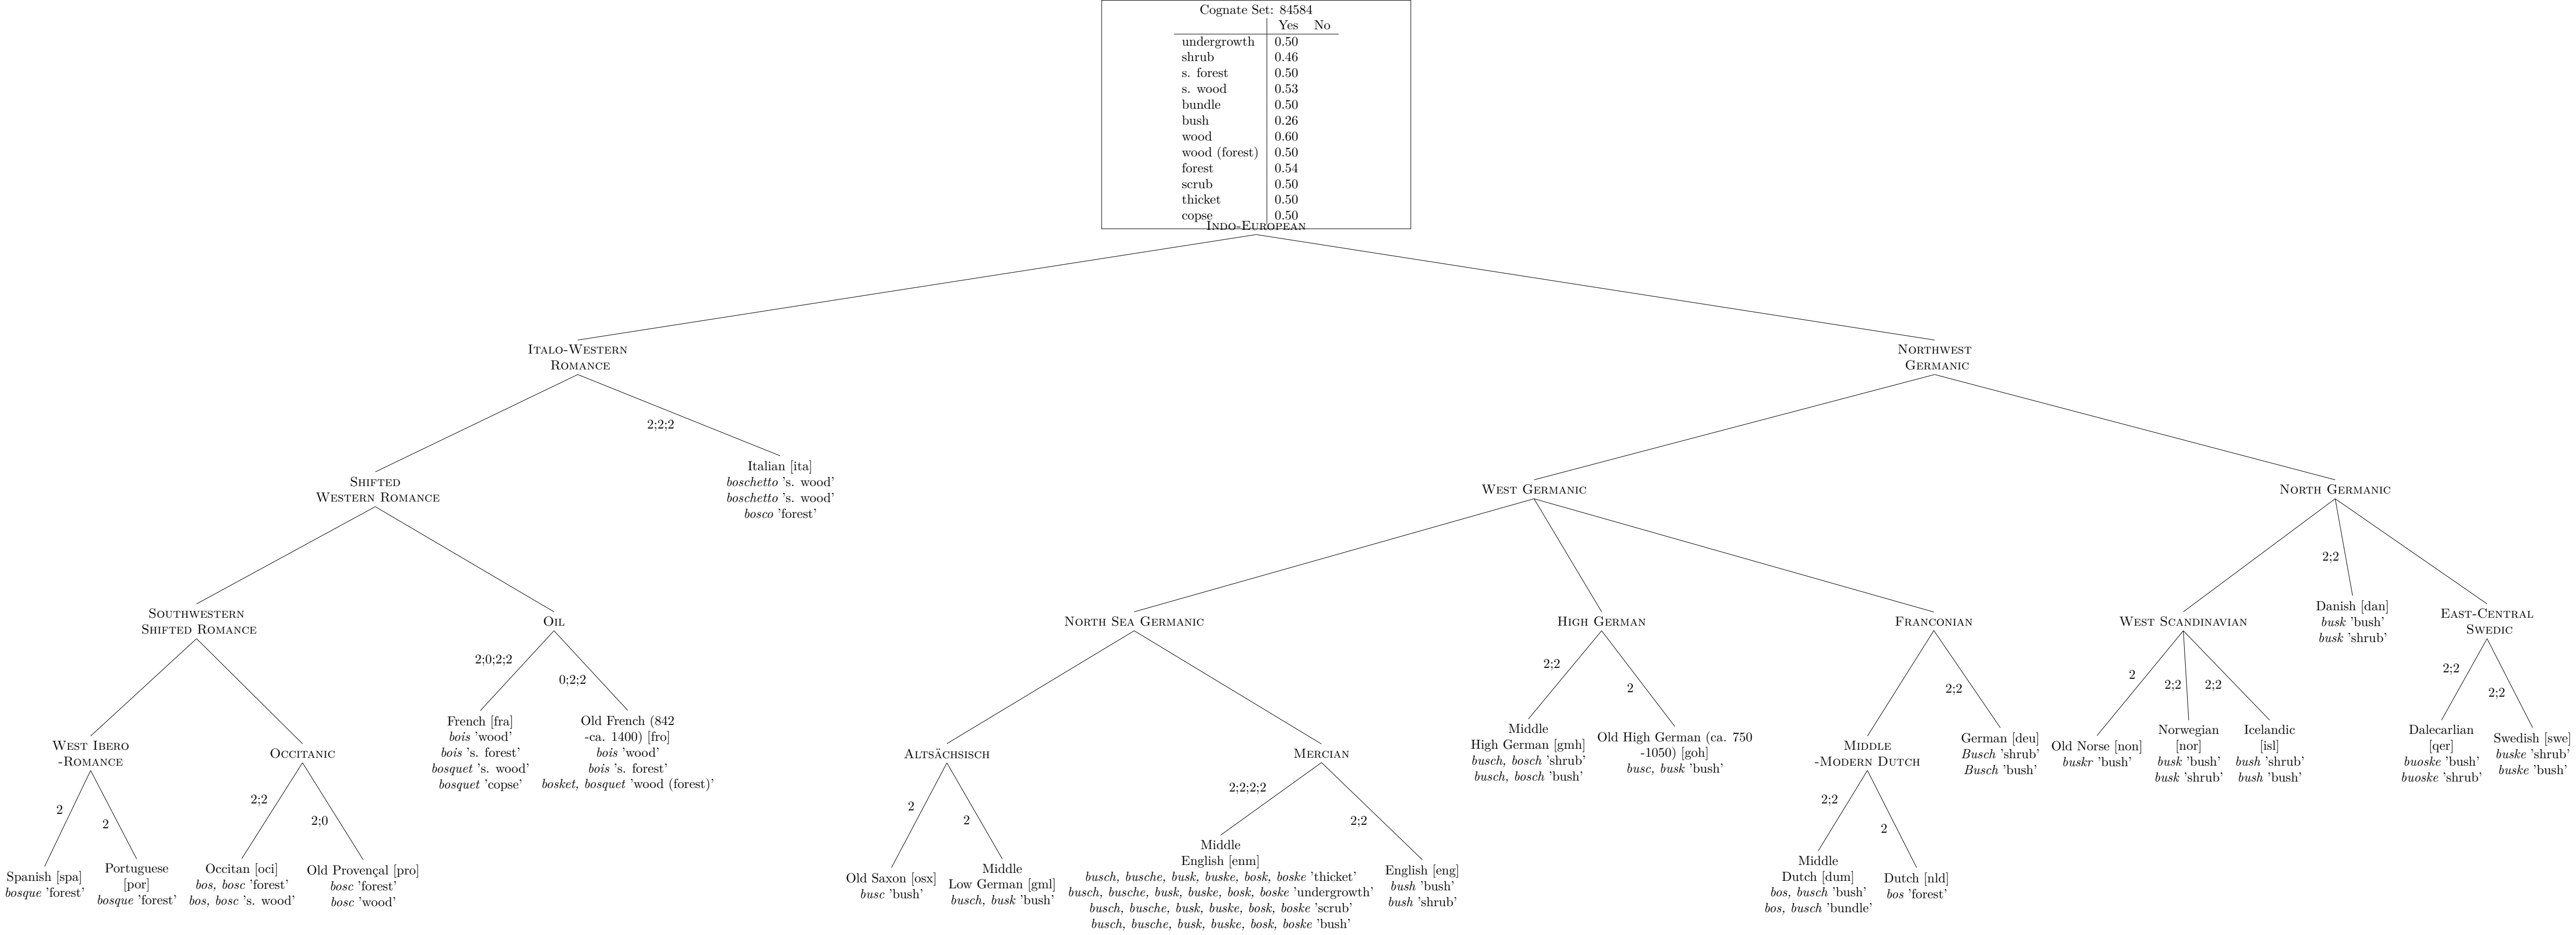 Cognate Set: 84584
Yes No
undergrowth 0.50
shrub 0.46
s. forest 0.50
s. wood 0.53
bundle 0.50
bush 0.26
wood 0.60
wood (forest) 0.50
forest 0.54
scrub 0.50
thicket 0.50
copse 0.50
Indo-European
Italo-Western
Romance
Northwest
Germanic
2;2;2
Shifted
Western Romance
Italian [ita]
boschetto 's. wood'
boschetto 's. wood'
bosco 'forest'
West Germanic
North Germanic
2;2
Southwestern
Shifted Romance
Oil
North Sea Germanic
High German
Franconian
West Scandinavian
Danish [dan]
busk 'bush'
busk 'shrub'
East-Central
Swedic
2;0;2;2
0;2;2
2;2
2
2;2
2
2;2
2;2
2;2
2;2
West Ibero
-Romance
Occitanic
French [fra]
bois 'wood'
bois 's. forest'
bosquet 's. wood'
bosquet 'copse'
Old French (842
-ca. 1400) [fro]
bois 'wood'
bois 's. forest'
bosket, bosquet 'wood (forest)'
Altsächsisch
Mercian
Middle
High German [gmh]
busch, bosch 'shrub'
busch, bosch 'bush'
Old High German (ca. 750
-1050) [goh]
busc, busk 'bush'
Middle
-Modern Dutch
German [deu]
Busch 'shrub'
Busch 'bush'
Old Norse [non]
buskr 'bush'
Norwegian
[nor]
busk 'bush'
busk 'shrub'
Icelandic
[isl]
bush 'shrub'
bush 'bush'
Dalecarlian
[qer]
buoske 'bush'
buoske 'shrub'
Swedish [swe]
buske 'shrub'
buske 'bush'
2
2
2;2
2;0
2
2
2;2;2;2
2;2
2;2
2
Spanish [spa]
bosque 'forest'
Portuguese
[por]
bosque 'forest'
Occitan [oci]
bos, bosc 'forest'
bos, bosc 's. wood'
Old Provençal [pro]
bosc 'forest'
bosc 'wood'
Old Saxon [osx]
busc 'bush'
Middle
Low German [gml]
busch, busk 'bush'
Middle
English [enm]
busch, busche, busk, buske, bosk, boske 'thicket'
busch, busche, busk, buske, bosk, boske 'undergrowth'
busch, busche, busk, buske, bosk, boske 'scrub'
busch, busche, busk, buske, bosk, boske 'bush'
English [eng]
bush 'bush'
bush 'shrub'
Middle
Dutch [dum]
bos, busch 'bush'
bos, busch 'bundle'
Dutch [nld]
bos 'forest'